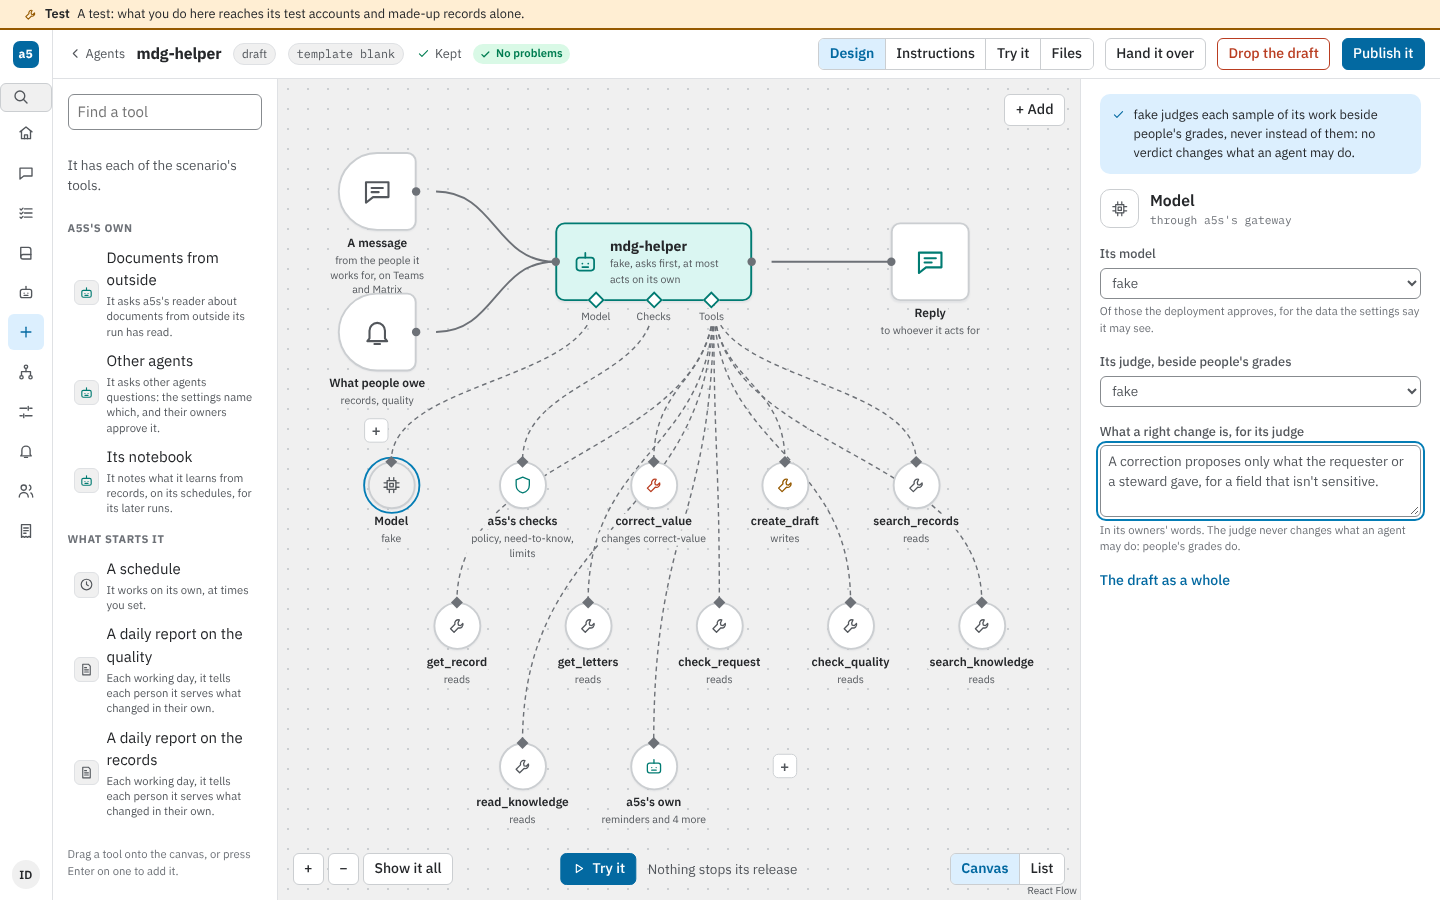 Test A test: what you do here reaches its test accounts and made-up records alone.
a5
Agents
mdg-helper
draft
template blank
Kept
No problems
Design
Instructions
Try it
Files
Hand it over
Drop the draft
Publish it
Find a tool
It has each of the scenario's
tools.
A5S'S OWN
Documents from
outside
It asks a5s's reader about
documents from outside its
run has read.
Other agents
It asks other agents
questions: the settings name
which, and their owners
approve it.
Its notebook
It notes what it learns from
records, on its schedules, for
its later runs.
WHAT STARTS IT
A schedule
It works on its own, at times
you set.
A daily report on the
quality
Each working day, it tells
each person it serves what
changed in their own.
A daily report on the
records
Each working day, it tells
each person it serves what
changed in their own.
Drag a tool onto the canvas, or press
Enter on one to add it.
ID
+ Add
A message
from the people it
works for, on Teams
and Matrix
What people owe
records, quality
mdg-helper
fake, asks first, at most
acts on its own
Model
Checks
Tools
Reply
to whoever it acts for
+
Model
fake
a5s's checks
policy, need-to-know,
limits
correct_value
changes correct-value
create_draft
writes
search_records
reads
get_record
reads
get_letters
reads
check_request
reads
check_quality
reads
search_knowledge
reads
read_knowledge
reads
a5s's own
reminders and 4 more
+
+
−
Show it all
Try it
Nothing stops its release
Canvas
List
React Flow
fake judges each sample of its work beside
people's grades, never instead of them: no
verdict changes what an agent may do.
Model
through a5s's gateway
Its model
fake
Of those the deployment approves, for the data the settings say
it may see.
Its judge, beside people's grades
fake
What a right change is, for its judge
A correction proposes only what the requester or
a steward gave, for a field that isn't sensitive.
In its owners' words. The judge never changes what an agent
may do: people's grades do.
The draft as a whole